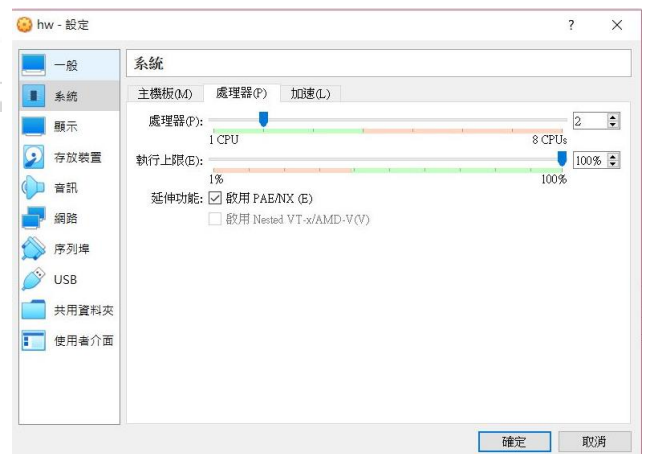 hw - 設定
?
×
一般
系統
顯示
存放裝置
音訊
網路
序列埠
USB
共用資料夾
使用者介面
系統
主機板(M) 處理器(P) 加速(L)
處理器(P):
2
1 CPU 8 CPUs
執行上限(E):
100%
1% 100%
延伸功能: 啟用 PAE/NX (E)
啟用 Nested VT-x/AMD-V(V)
確定 取消